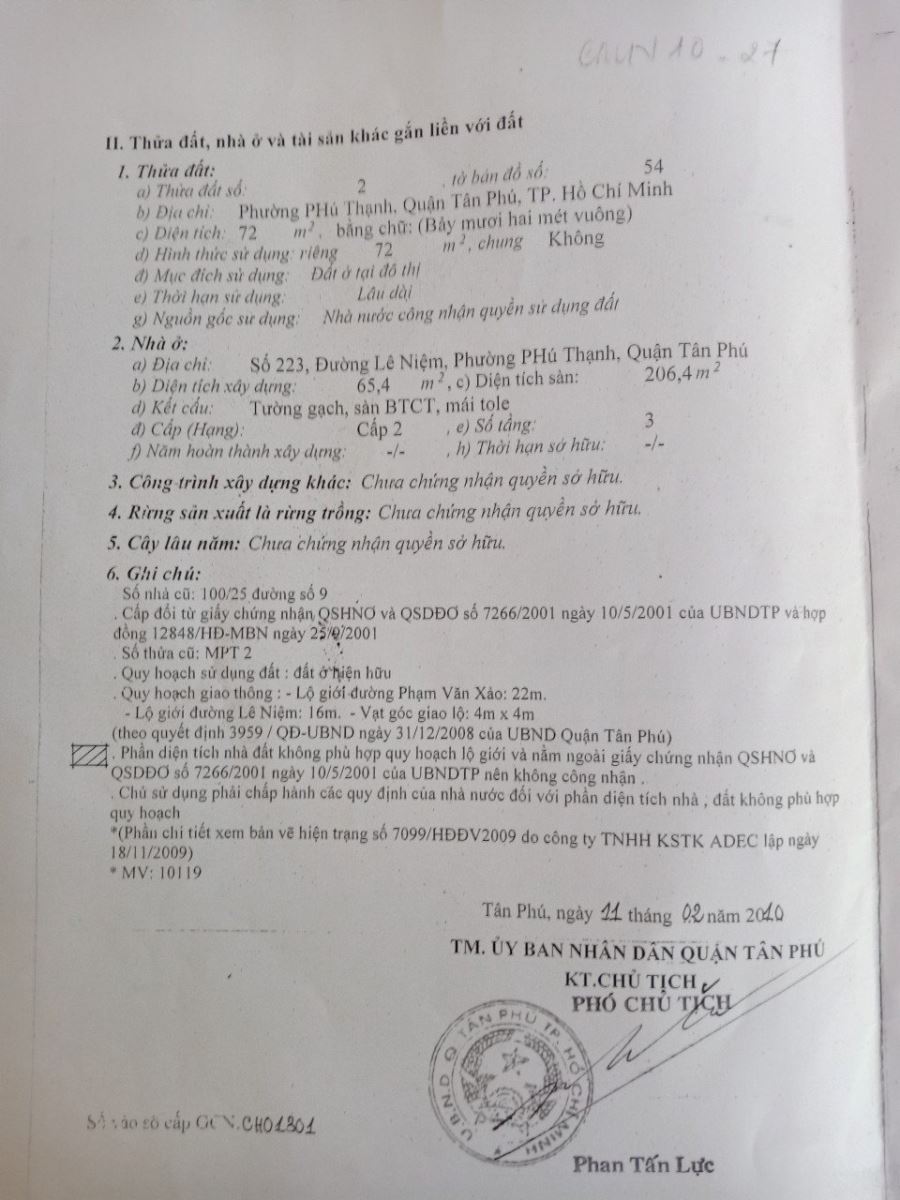 II. Thửa đất, nhà ở và tài sản khác gắn liền với đất
1. Thửa đất:
a) Thửa đất số: 2 , tờ bản đồ số: 54
b) Địa chỉ: Phường PHú Thạnh, Quận Tân Phú, TP. Hồ Chí Minh
c) Diện tích: 72 m², bằng chữ: (Bảy mươi hai mét vuông)
d) Hình thức sử dụng: riêng 72 m², chung Không
đ) Mục đích sử dụng: Đất ở tại đô thị
e) Thời hạn sử dụng: Lâu dài
g) Nguồn gốc sử dụng: Nhà nước công nhận quyền sử dụng đất
2. Nhà ở:
a) Địa chỉ: Số 223, Đường Lê Niệm, Phường PHú Thạnh, Quận Tân Phú
b) Diện tích xây dựng: 65,4 m², c) Diện tích sàn: 206,4 m²
d) Kết cấu: Tường gạch, sàn BTCT, mái tole
đ) Cấp (Hạng): Cấp 2 , e) Số tầng: 3
f) Năm hoàn thành xây dựng: -/- , h) Thời hạn sở hữu: -/-
3. Công trình xây dựng khác: Chưa chứng nhận quyền sở hữu.
4. Rừng sản xuất là rừng trồng: Chưa chứng nhận quyền sở hữu.
5. Cây lâu năm: Chưa chứng nhận quyền sở hữu.
6. Ghi chú:
Số nhà cũ: 100/25 đường số 9
. Cấp đổi từ giấy chứng nhận QSHNƠ và QSDĐƠ số 7266/2001 ngày 10/5/2001 của UBNDTP và hợp
đồng 12848/HĐ-MBN ngày
. Số thửa cũ: MPT 2
. Quy hoạch sử dụng đất : đất ở hiện hữu
. Quy hoạch giao thông : - Lộ giới đường Phạm Văn Xảo: 22m.
- Lộ giới đường Lê Niệm: 16m. - Vạt góc giao lộ: 4m x 4m
(theo quyết định 3959 / QĐ-UBND ngày 31/12/2008 của UBND Quận Tân Phú)
. Phần diện tích nhà đất không phù hợp quy hoạch lộ giới và nằm ngoài giấy chứng nhận QSHNƠ và
QSDĐƠ số 7266/2001 ngày 10/5/2001 của UBNDTP nên không công nhận .
. Chủ sử dụng phải chấp hành các quy định của nhà nước đối với phần diện tích nhà , đất không phù hợp
quy hoạch
*(Phần chi tiết xem bản vẽ hiện trạng số 7099/HĐĐV2009 do công ty TNHH KSTK ADEC lập ngày
18/11/2009)
* MV: 10119
Tân Phú, ngày 11 tháng 02 năm 2010
TM. ỦY BAN NHÂN DÂN QUẬN TÂN PHÚ
KT.CHỦ TỊCH
PHÓ CHỦ TỊCH
U.B.N.D Q TÂN PHÚ TP. HỒ CHÍ MINH
Số vào sổ cấp GCN.CH01301
Phan Tấn Lực